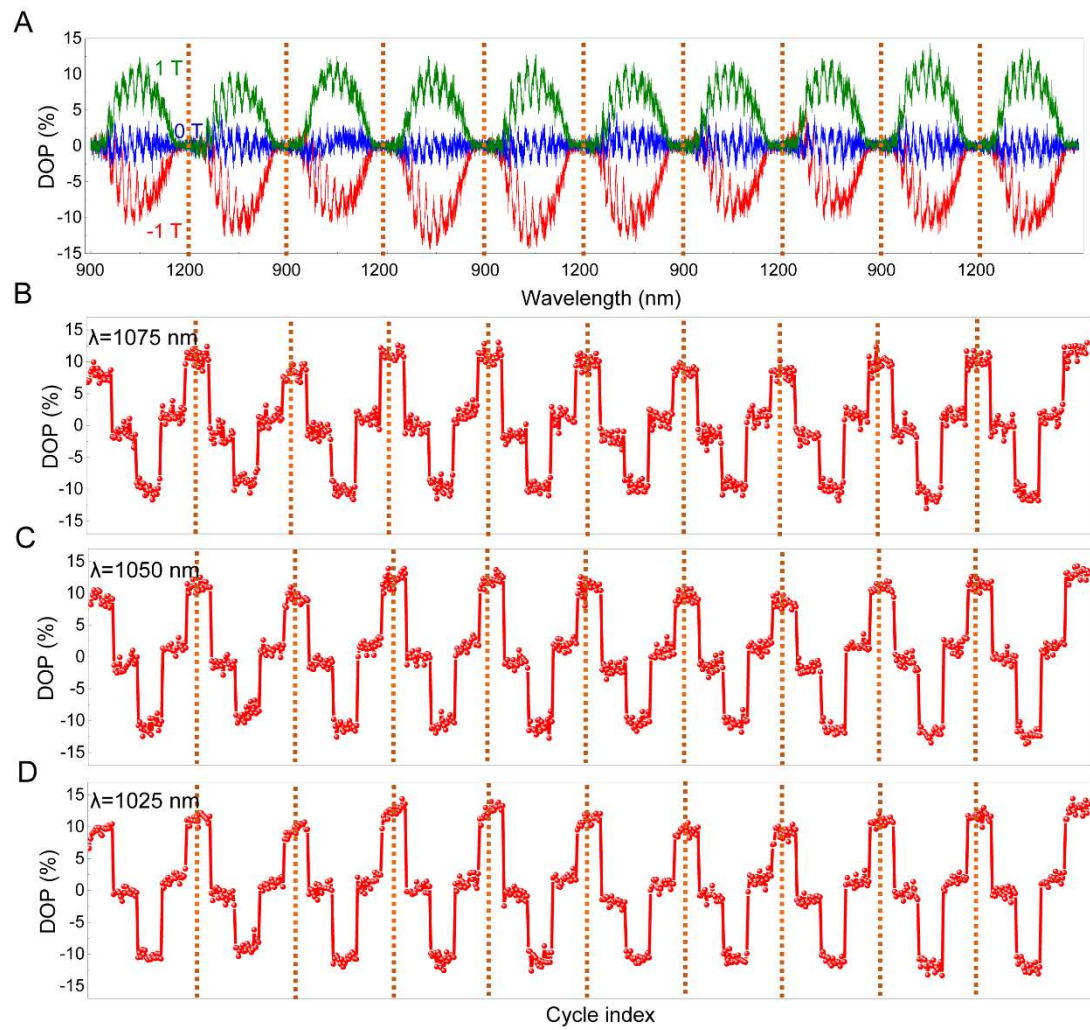 A
15
10
5
0
-5
-10
-15
DOP (%)
1 T
0 T
-1 T
900 1200 900 1200 900 1200 900 1200 900 1200
Wavelength (nm)
B
λ=1075 nm
15
10
5
0
-5
-10
-15
DOP (%)
C
λ=1050 nm
15
10
5
0
-5
-10
-15
DOP (%)
D
λ=1025 nm
15
10
5
0
-5
-10
-15
DOP (%)
Cycle index